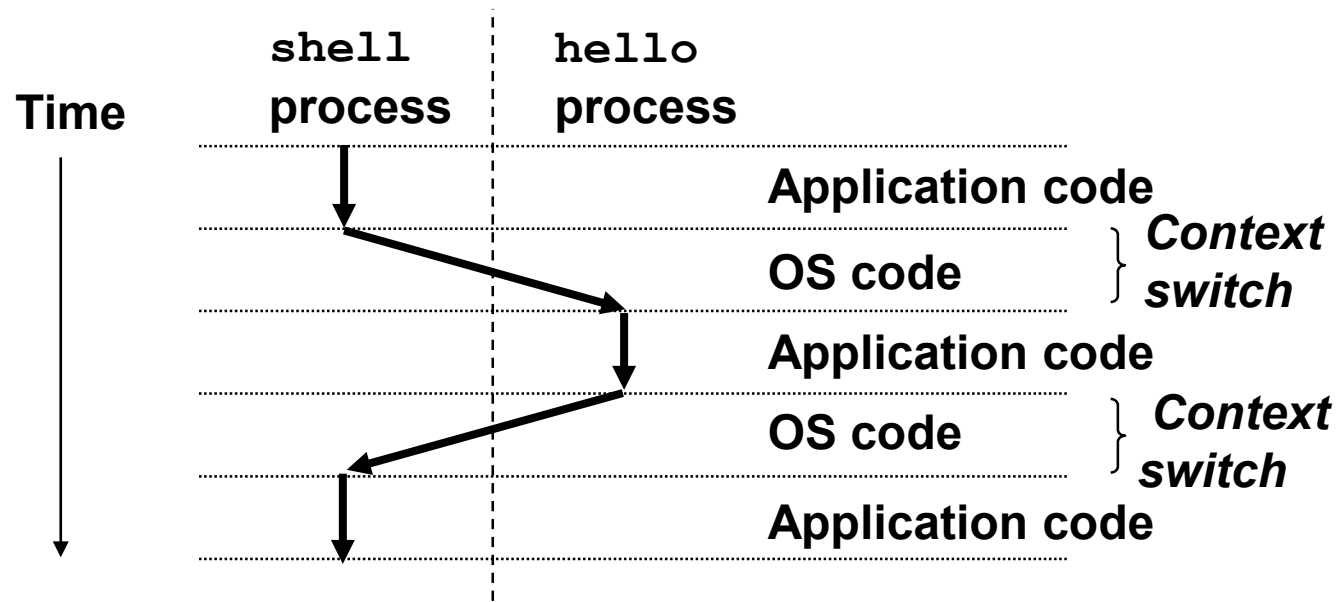 shell
process
hello
process
Time
Application code
OS code
Context
switch
Application code
OS code
Context
switch
Application code